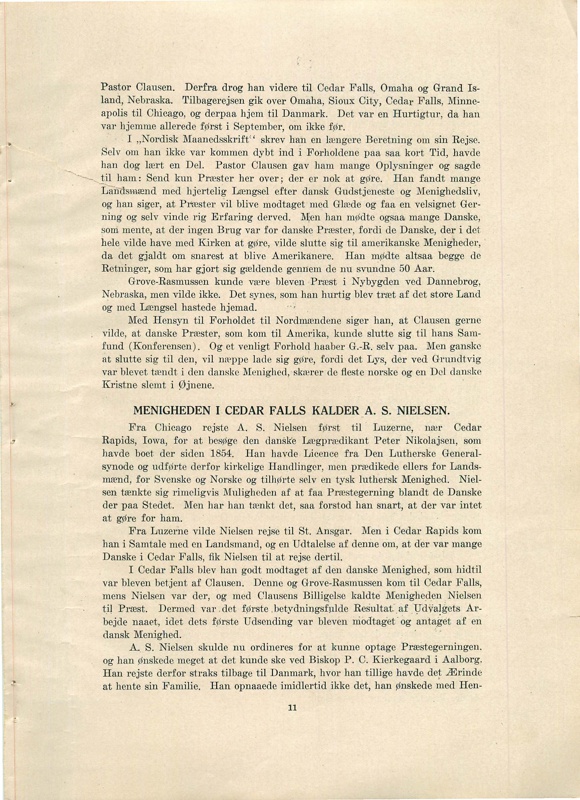 Pastor Clausen. Derfra drog han videre til Cedar Falls, Omaha og Grand Is-
land, Nebraska. Tilbagerejsen gik over Omaha, Sioux City, Cedar Falls, Minne-
apolis til Chicago, og derpaa hjem til Danmark. Det var en Hurtigtur, da han
var hjemme allerede først i September, om ikke før.
I „Nordisk Maanedsskrift“ skrev han en længere Beretning om sin Rejse.
Selv om han ikke var kommen dybt ind i Forholdene paa saa kort Tid, havde
han dog lært en Del. Pastor Clausen gav ham mange Oplysninger og sagde
til ham: Send kun Præster her over; der er nok at gøre. Han fandt mange
Landsmænd med hjertelig Længsel efter dansk Gudstjeneste og Menighedsliv,
og han siger, at Præster vil blive modtaget med Glæde og faa en velsignet Ger-
ning og selv vinde rig Erfaring derved. Men han mødte ogsaa mange Danske,
som mente, at der ingen Brug var for danske Præster, fordi de Danske, der i det
hele vilde have med Kirken at gøre, vilde slutte sig til amerikanske Menigheder,
da det gjaldt om snarest at blive Amerikanere. Han mødte altsaa begge de
Retninger, som har gjort sig gældende gennem de nu svundne 50 Aar.
Grove-Rasmussen kunde være bleven Præst i Nybygden ved Dannebrog,
Nebraska, men vilde ikke. Det synes, som han hurtig blev træt af det store Land
og med Længsel hastede hjemad.
Med Hensyn til Forholdet til Nordmændene siger han, at Clausen gerne
vilde, at danske Præster, som kom til Amerika, kunde slutte sig til hans Sam-
fund (Konferensen). Og et venligt Forhold haaber G.-R. selv paa. Men ganske
at slutte sig til den, vil næppe lade sig gøre, fordi det Lys, der ved Grundtvig
var blevet tændt i den danske Menighed, skærer de fleste norske og en Del danske
Kristne slemt i Øjnene.
MENIGHEDEN I CEDAR FALLS KALDER A. S. NIELSEN.
Fra Chicago rejste A. S. Nielsen først til Luzerne, nær Cedar
Rapids, Iowa, for at besøge den danske Lægprædikant Peter Nikolajsen, som
havde boet der siden 1854. Han havde Licence fra Den Lutherske General-
synode og udførte derfor kirkelige Handlinger, men prædikede ellers for Lands-
mænd, for Svenske og Norske og tilhørte selv en tysk luthersk Menighed. Niel-
sen tænkte sig rimeligvis Muligheden af at faa Præstegerning blandt de Danske
der paa Stedet. Men har han tænkt det, saa forstod han snart, at der var intet
at gøre for ham.
Fra Luzerne vilde Nielsen rejse til St. Ansgar. Men i Cedar Rapids kom
han i Samtale med en Landsmand, og en Udtalelse af denne om, at der var mange
Danske i Cedar Falls, fik Nielsen til at rejse dertil.
I Cedar Falls blev han godt modtaget af den danske Menighed, som hidtil
var bleven betjent af Clausen. Denne og Grove-Rasmussen kom til Cedar Falls,
mens Nielsen var der, og med Clausens Billigelse kaldte Menigheden Nielsen
til Præst. Dermed var det første betydningsfulde Resultat af Udvalgets Ar-
bejde naaet, idet dets første Udsending var bleven modtaget og antaget af en
dansk Menighed.
A. S. Nielsen skulde nu ordineres for at kunne optage Præstegerningen.
og han ønskede meget at det kunde ske ved Biskop P. C. Kierkegaard i Aalborg.
Han rejste derfor straks tilbage til Danmark, hvor han tillige havde det Ærinde
at hente sin Familie. Han opnaaede imidlertid ikke det, han ønskede med Hen-
11